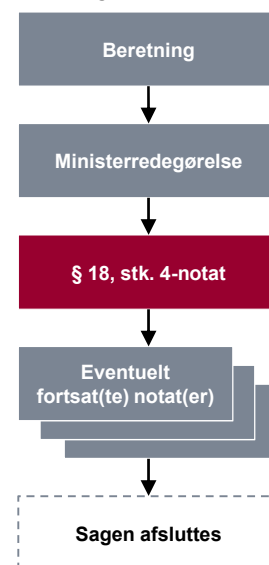 Beretning
Ministerredegørelse
§ 18, stk. 4-notat
Eventuelt
fortsat(te) notat(er)
Sagen afsluttes